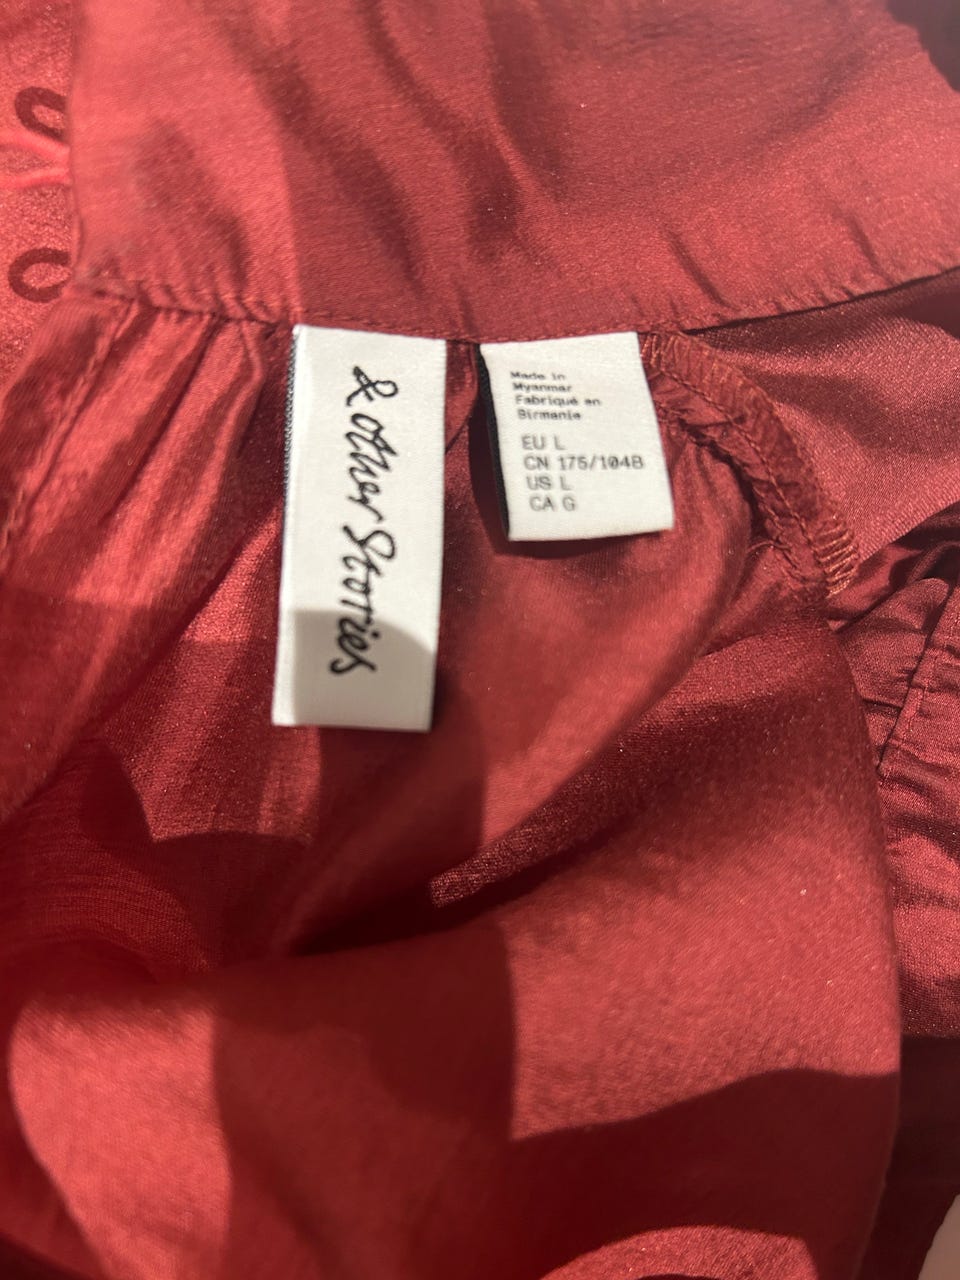 & Other Stories
Made in
Myanmar
Fabriqué en
Birmanie
EU L
CN 175/104B
US L
CA G